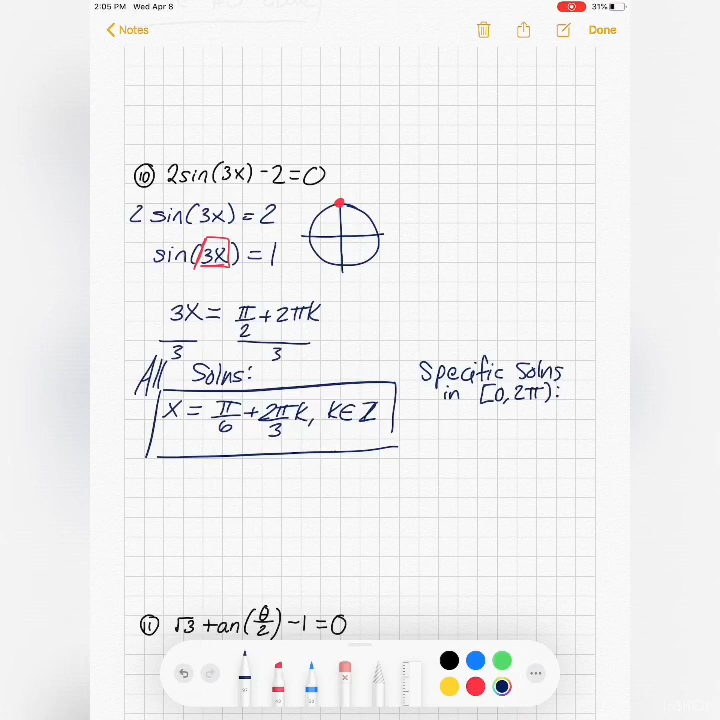 2:05 PM Wed Apr 8
31%
Notes
Done
⑩ 2sin(3x) - 2 = 0
2 sin(3x) = 2
sin(3x) = 1
3x = π/2 + 2πk
3 3
All Solns:
x = π/6 + 2π/3 k, k∈Z
Specific Solns
in [0, 2π):
⑪ √3 tan(θ/2) - 1 = 0